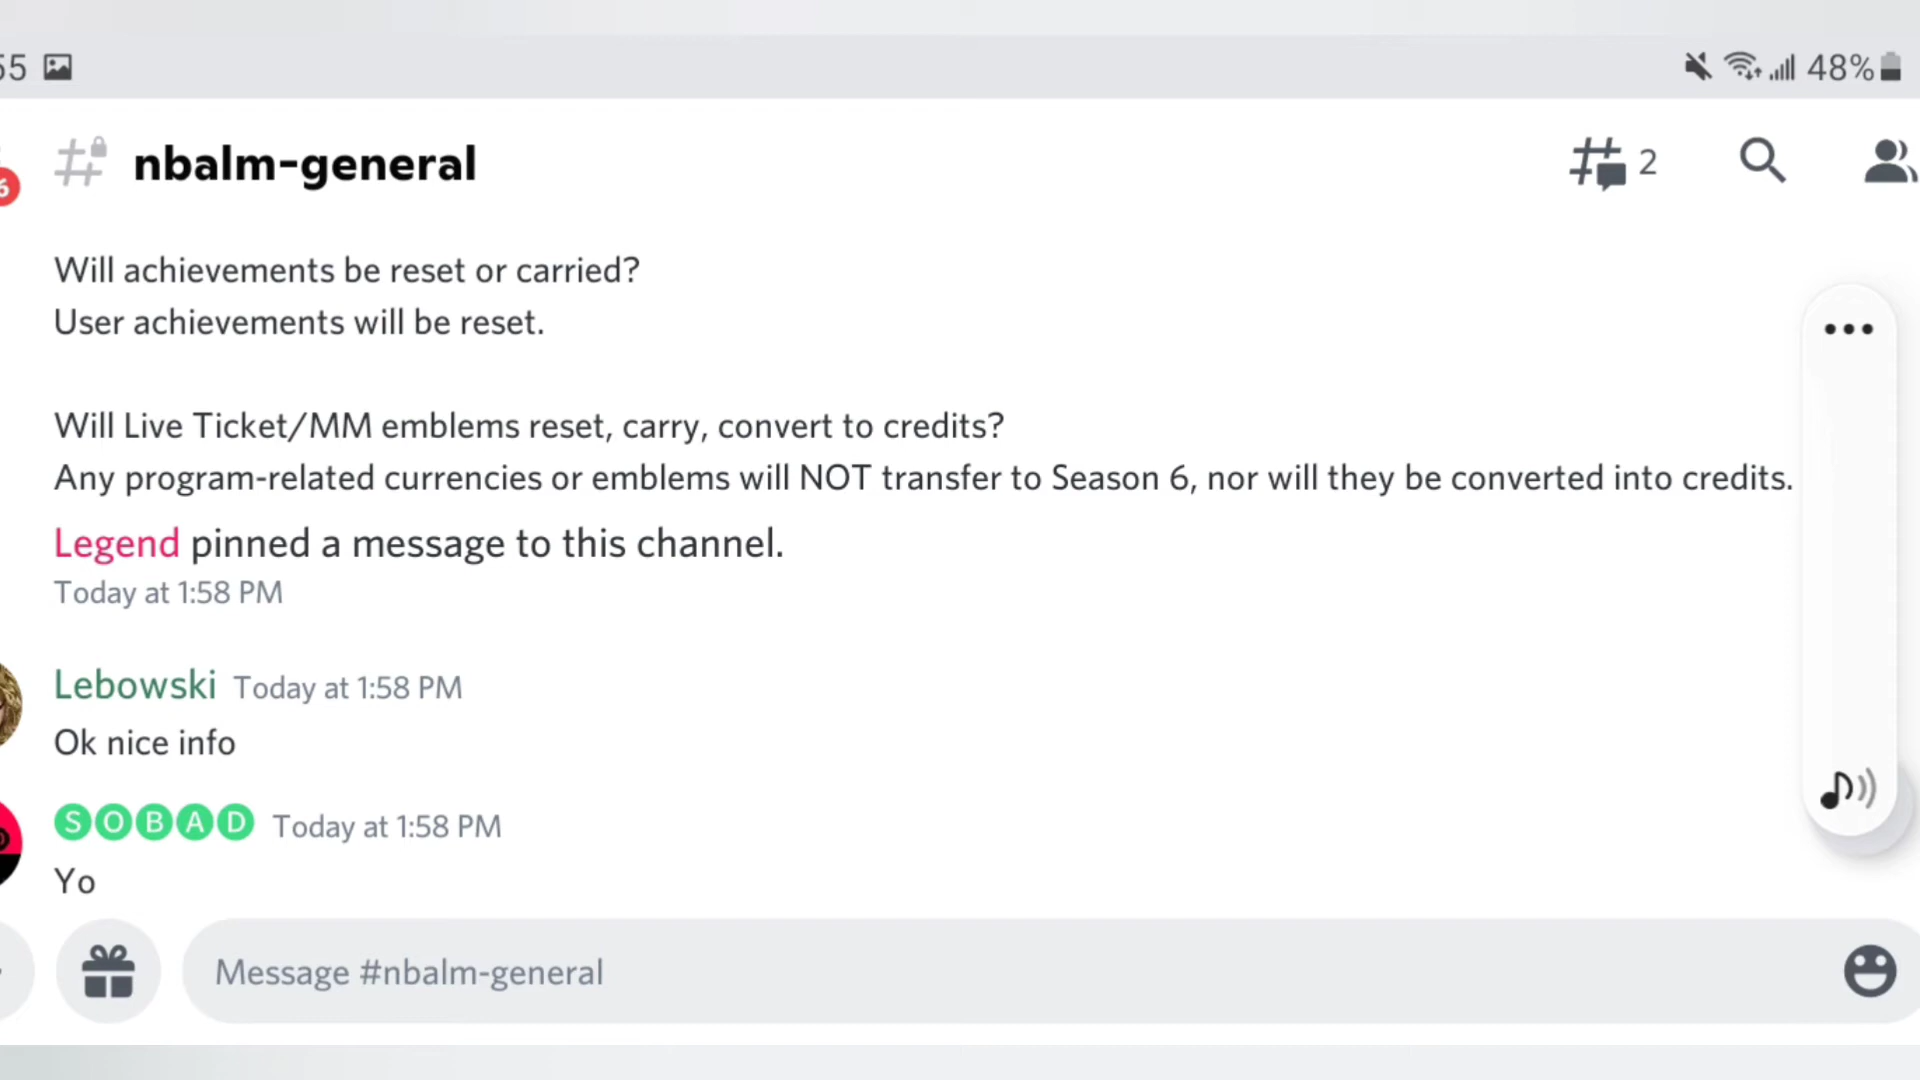 55
48%
6
nbalm-general
2
Will achievements be reset or carried?
User achievements will be reset.
Will Live Ticket/MM emblems reset, carry, convert to credits?
Any program-related currencies or emblems will NOT transfer to Season 6, nor will they be converted into credits.
Legend pinned a message to this channel.
Today at 1:58 PM
Lebowski Today at 1:58 PM
Ok nice info
SOBAD Today at 1:58 PM
Yo
Message #nbalm-general